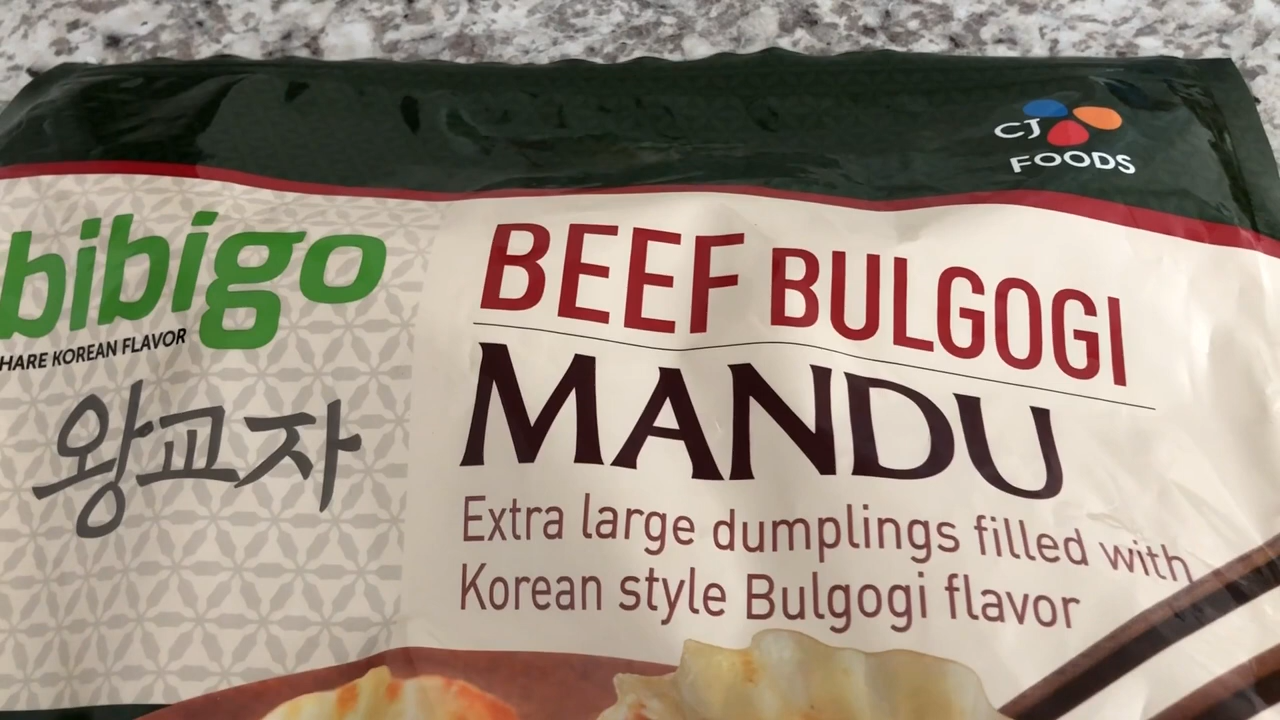 CJ
FOODS
bibigo
HARE KOREAN FLAVOR
왕교자
BEEF BULGOGI
MANDU
Extra large dumplings filled with
Korean style Bulgogi flavor